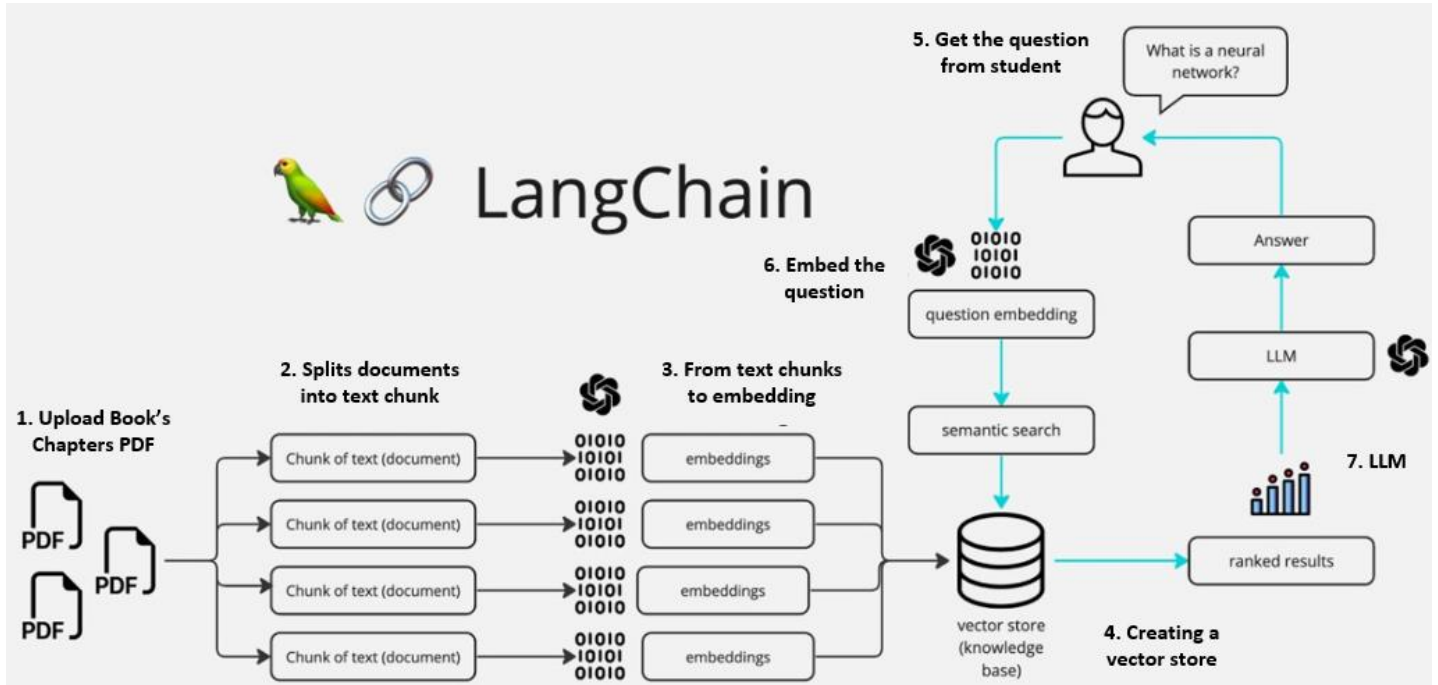 5. Get the question
from student
What is a neural
network?
LangChain
01010
10101
01010
6. Embed the
question
question embedding
Answer
LLM
semantic search
7. LLM
1. Upload Book's
Chapters PDF
PDF
PDF
PDF
2. Splits documents
into text chunk
3. From text chunks
to embedding
Chunk of text (document)
01010
10101
01010
embeddings
Chunk of text (document)
01010
10101
01010
embeddings
Chunk of text (document)
01010
10101
01010
embeddings
Chunk of text (document)
01010
10101
01010
embeddings
vector store
(knowledge
base)
ranked results
4. Creating a
vector store